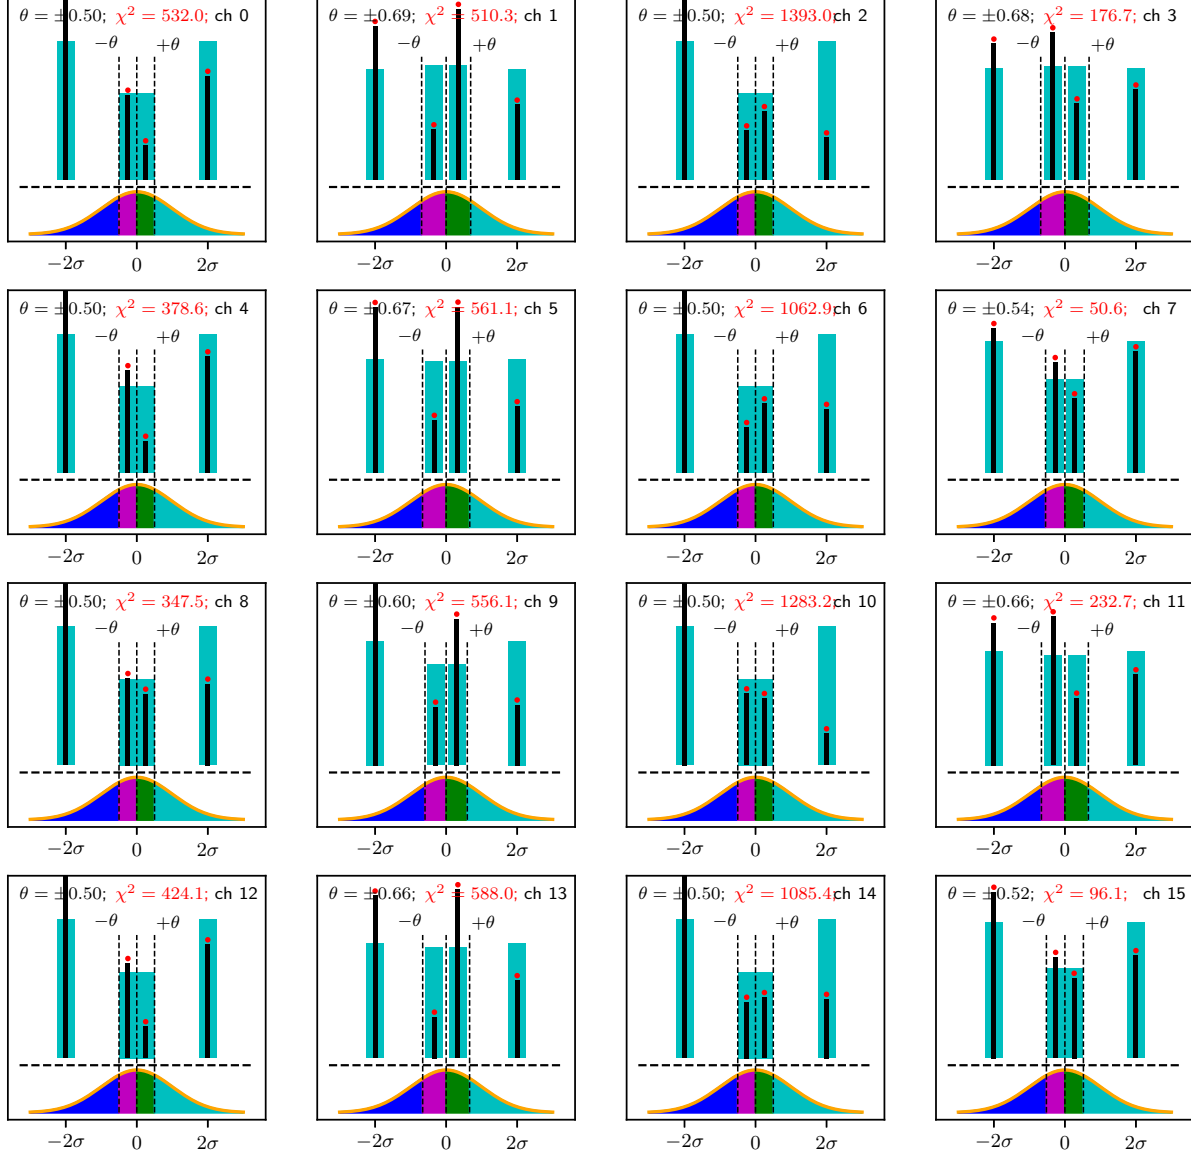 θ = ±0.50; χ² = 532.0; ch 0
−θ +θ
−2σ 0 2σ
θ = ±0.69; χ² = 510.3; ch 1
−θ +θ
−2σ 0 2σ
θ = ±0.50; χ² = 1393.0; ch 2
−θ +θ
−2σ 0 2σ
θ = ±0.68; χ² = 176.7; ch 3
−θ +θ
−2σ 0 2σ
θ = ±0.50; χ² = 378.6; ch 4
−θ +θ
−2σ 0 2σ
θ = ±0.67; χ² = 561.1; ch 5
−θ +θ
−2σ 0 2σ
θ = ±0.50; χ² = 1062.9; ch 6
−θ +θ
−2σ 0 2σ
θ = ±0.54; χ² = 50.6; ch 7
−θ +θ
−2σ 0 2σ
θ = ±0.50; χ² = 347.5; ch 8
−θ +θ
−2σ 0 2σ
θ = ±0.60; χ² = 556.1; ch 9
−θ +θ
−2σ 0 2σ
θ = ±0.50; χ² = 1283.2; ch 10
−θ +θ
−2σ 0 2σ
θ = ±0.66; χ² = 232.7; ch 11
−θ +θ
−2σ 0 2σ
θ = ±0.50; χ² = 424.1; ch 12
−θ +θ
−2σ 0 2σ
θ = ±0.66; χ² = 588.0; ch 13
−θ +θ
−2σ 0 2σ
θ = ±0.50; χ² = 1085.4; ch 14
−θ +θ
−2σ 0 2σ
θ = ±0.52; χ² = 96.1; ch 15
−θ +θ
−2σ 0 2σ